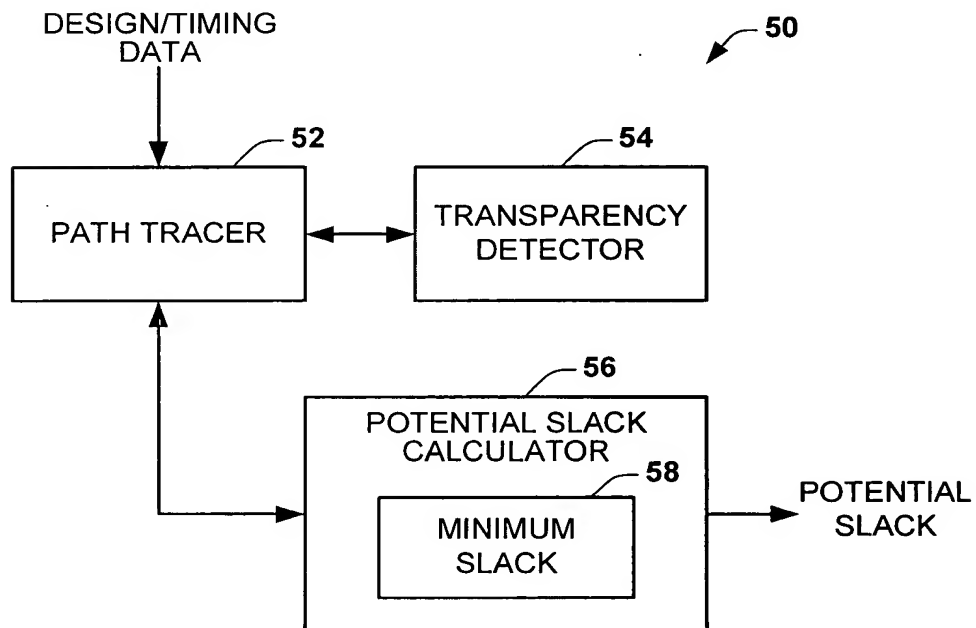 DESIGN/TIMING
DATA
50
52
54
PATH TRACER
TRANSPARENCY
DETECTOR
56
POTENTIAL SLACK
CALCULATOR
58
MINIMUM
SLACK
POTENTIAL
SLACK